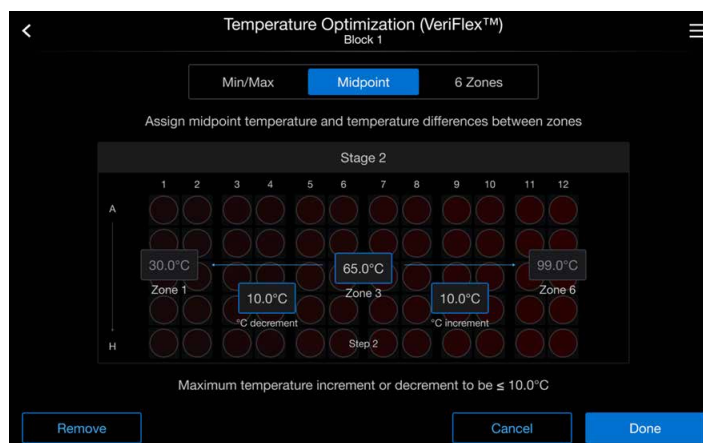 Temperature Optimization (VeriFlex™)
Block 1
Min/Max Midpoint 6 Zones
Assign midpoint temperature and temperature differences between zones
Stage 2
1 2 3 4 5 6 7 8 9 10 11 12
A
30.0°C 65.0°C 99.0°C
Zone 1 Zone 3 Zone 6
10.0°C 10.0°C
°C decrement °C increment
H Step 2
Maximum temperature increment or decrement to be ≤ 10.0°C
Remove Cancel Done